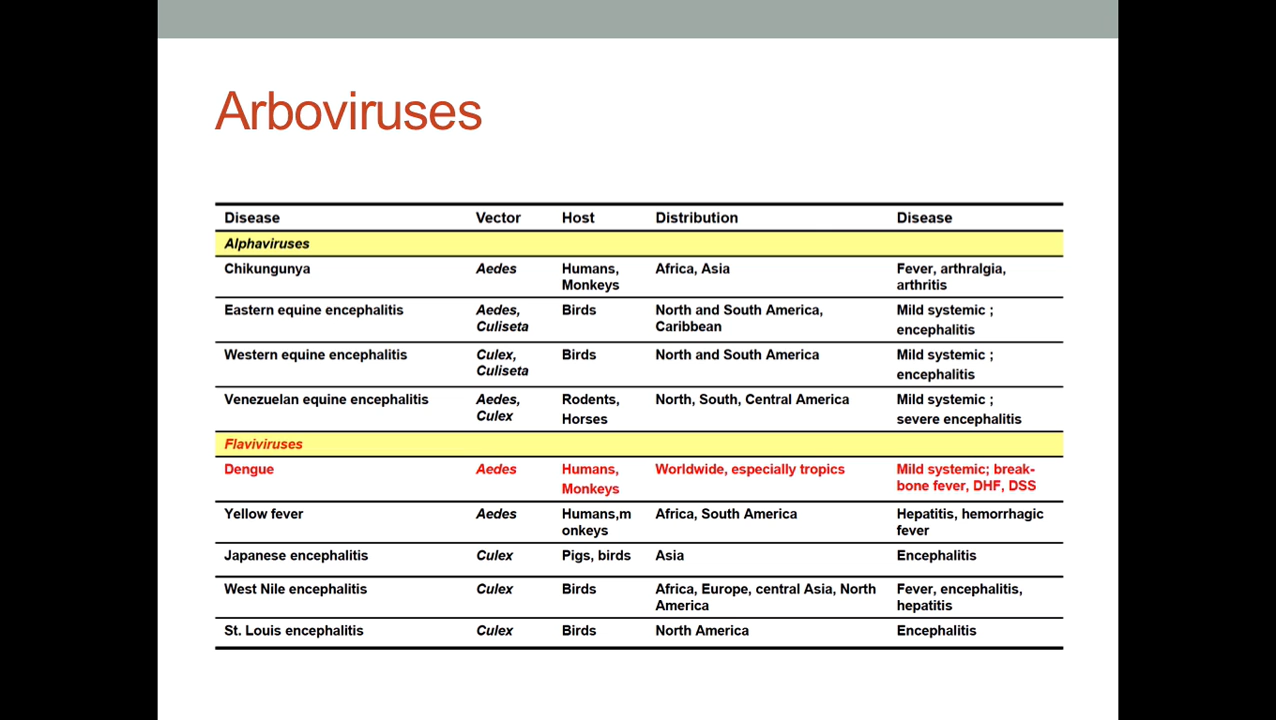 Arboviruses
Disease Vector Host Distribution Disease
Alphaviruses
Chikungunya Aedes Humans, Africa, Asia Fever, arthralgia,
Monkeys arthritis
Eastern equine encephalitis Aedes, Birds North and South America, Mild systemic ;
Culiseta Caribbean encephalitis
Western equine encephalitis Culex, Birds North and South America Mild systemic ;
Culiseta encephalitis
Venezuelan equine encephalitis Aedes, Rodents, North, South, Central America Mild systemic ;
Culex Horses severe encephalitis
Flaviviruses
Dengue Aedes Humans, Worldwide, especially tropics Mild systemic; break-
Monkeys bone fever, DHF, DSS
Yellow fever Aedes Humans,m Africa, South America Hepatitis, hemorrhagic
onkeys fever
Japanese encephalitis Culex Pigs, birds Asia Encephalitis
West Nile encephalitis Culex Birds Africa, Europe, central Asia, North Fever, encephalitis,
America hepatitis
St. Louis encephalitis Culex Birds North America Encephalitis